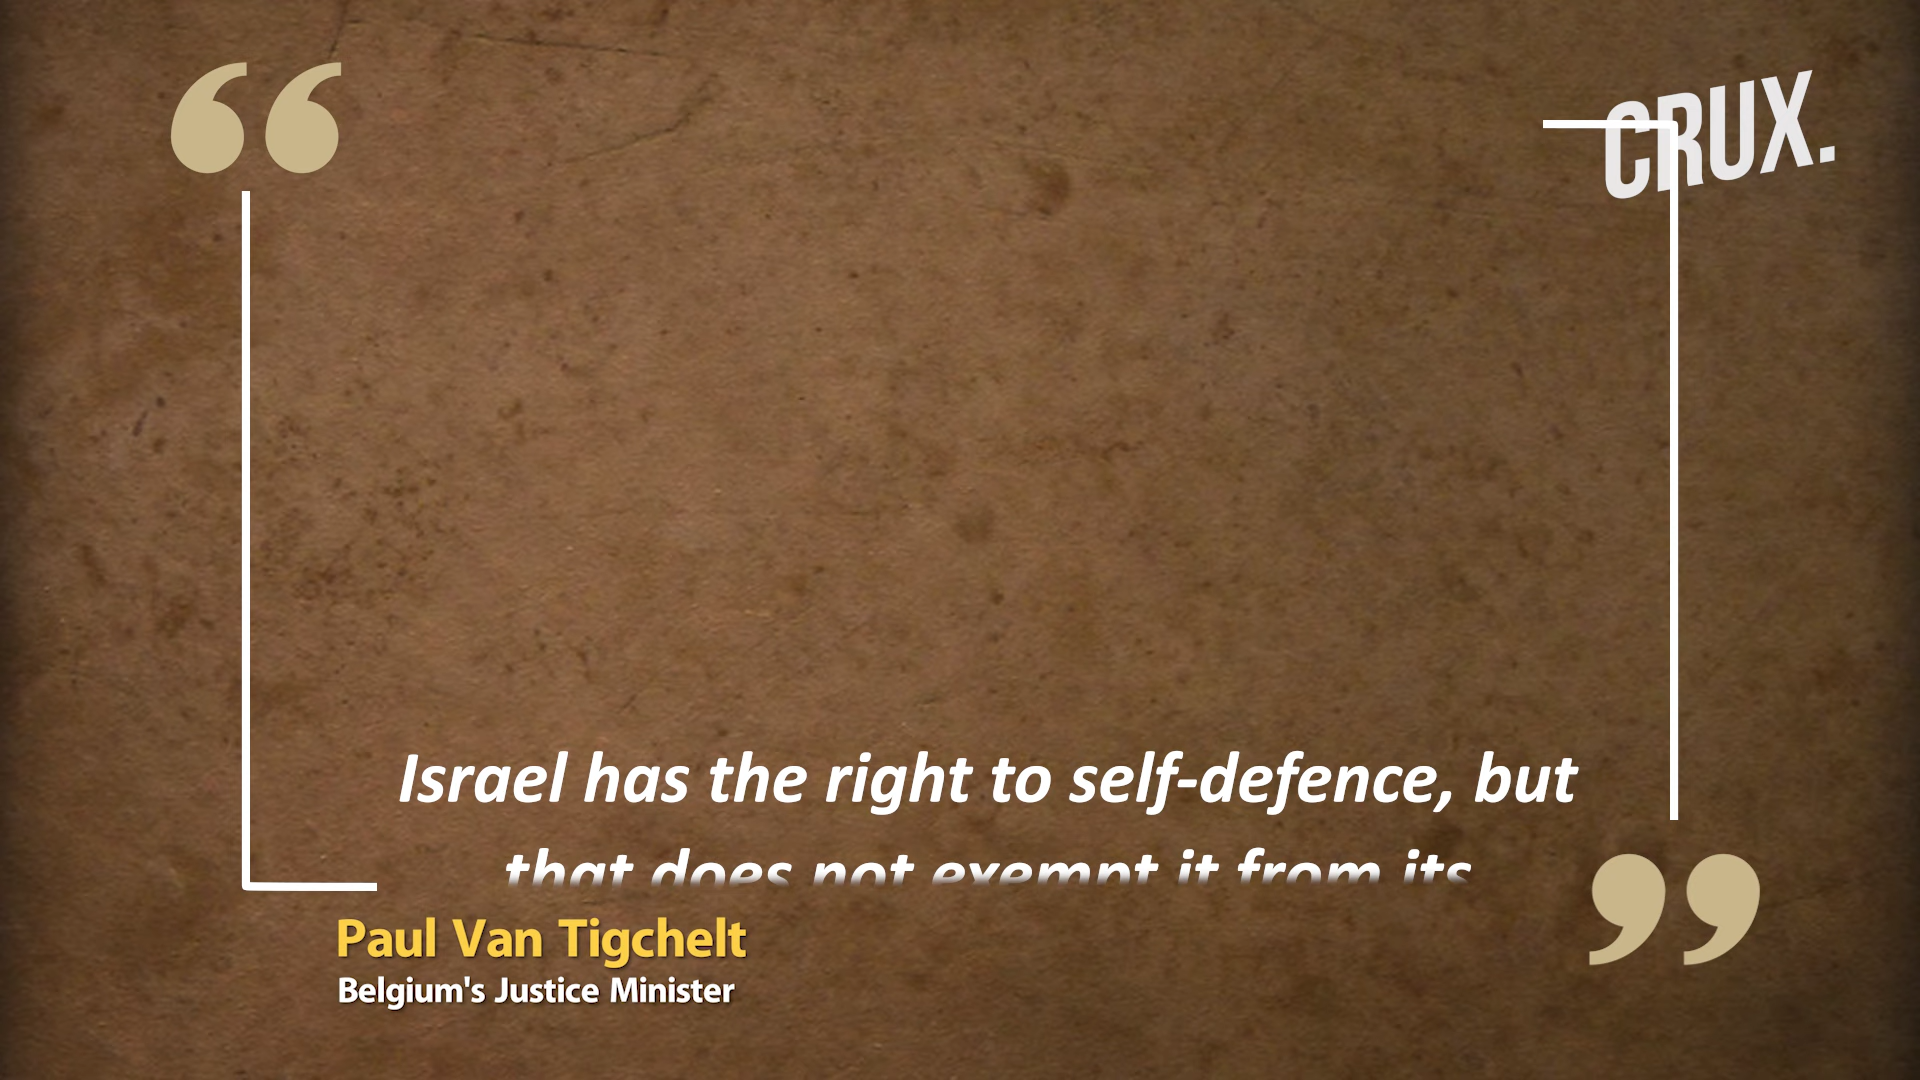 CRUX.
Israel has the right to self-defence, but
that does not exempt it from its
Paul Van Tigchelt
Belgium's Justice Minister